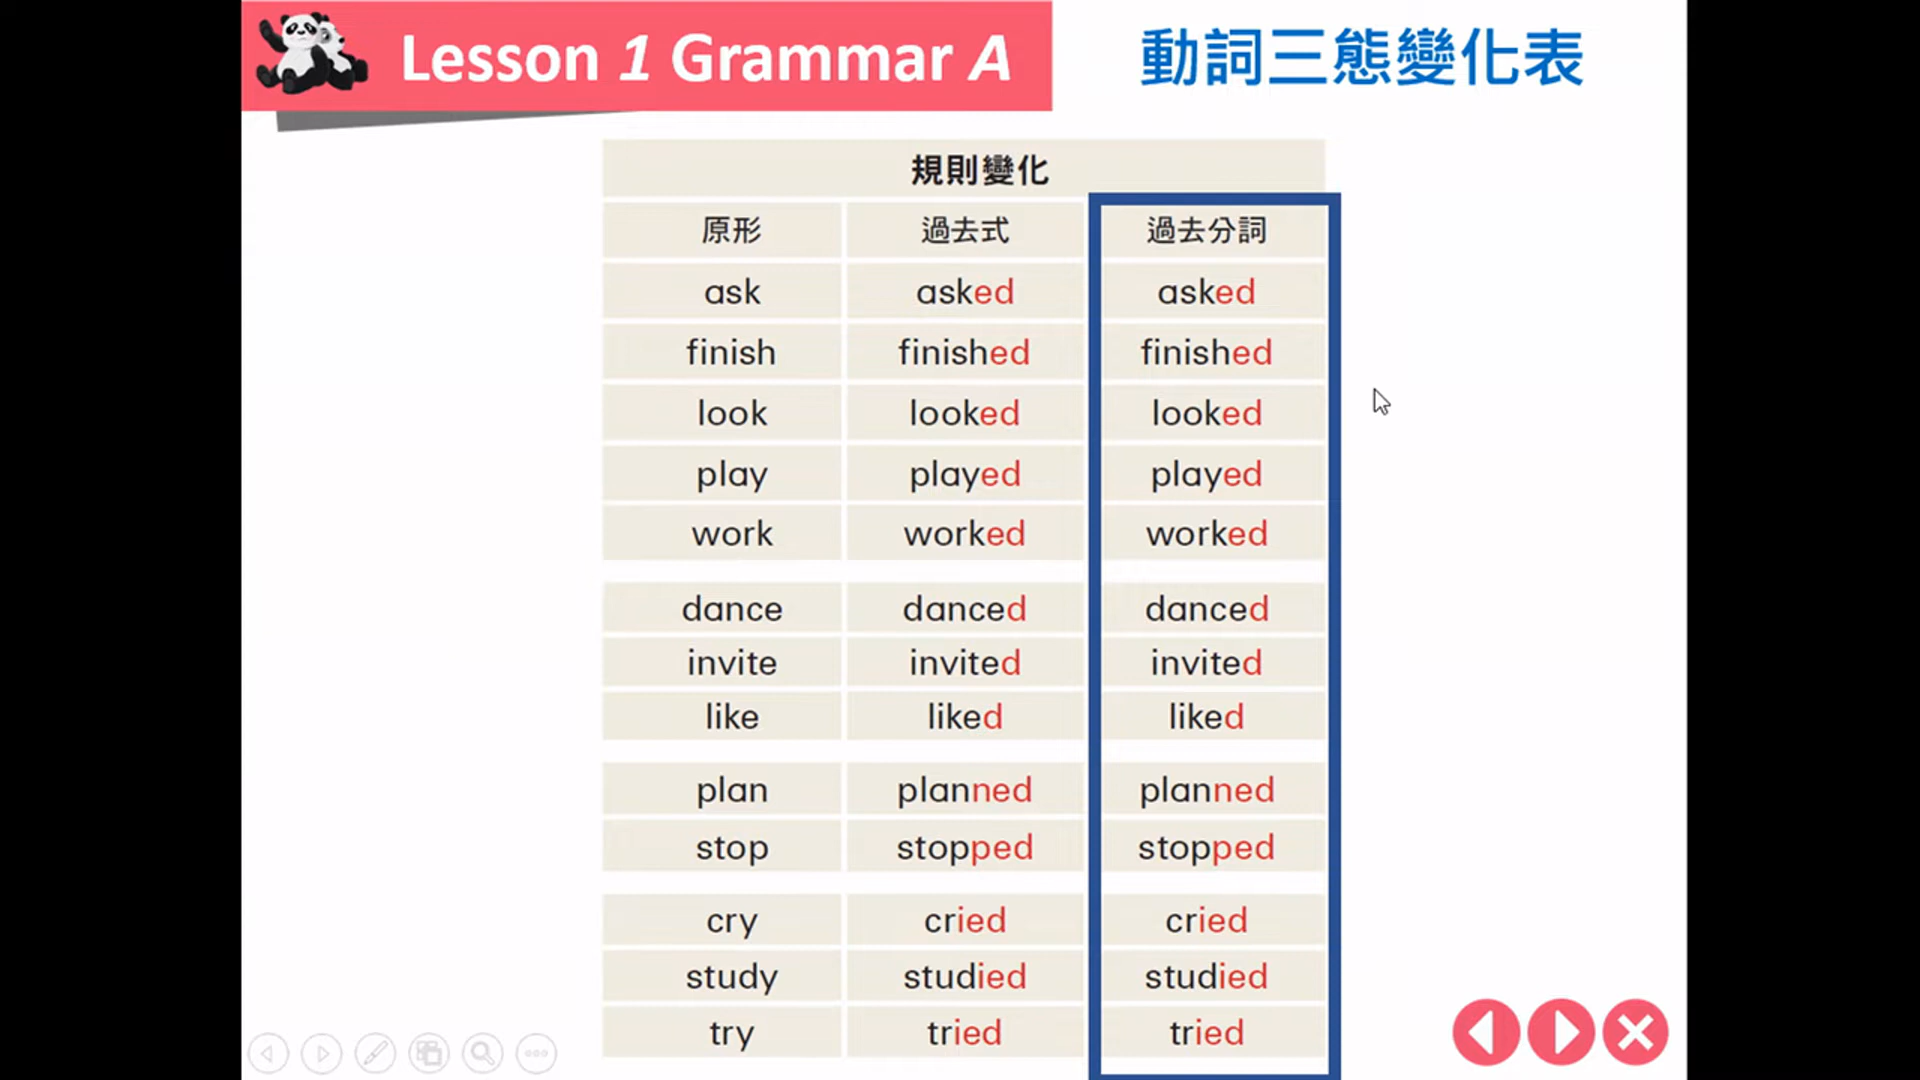 Lesson 1 Grammar A
動詞三態變化表
規則變化
原形 過去式 過去分詞
ask asked asked
finish finished finished
look looked looked
play played played
work worked worked
dance danced danced
invite invited invited
like liked liked
plan planned planned
stop stopped stopped
cry cried cried
study studied studied
try tried tried